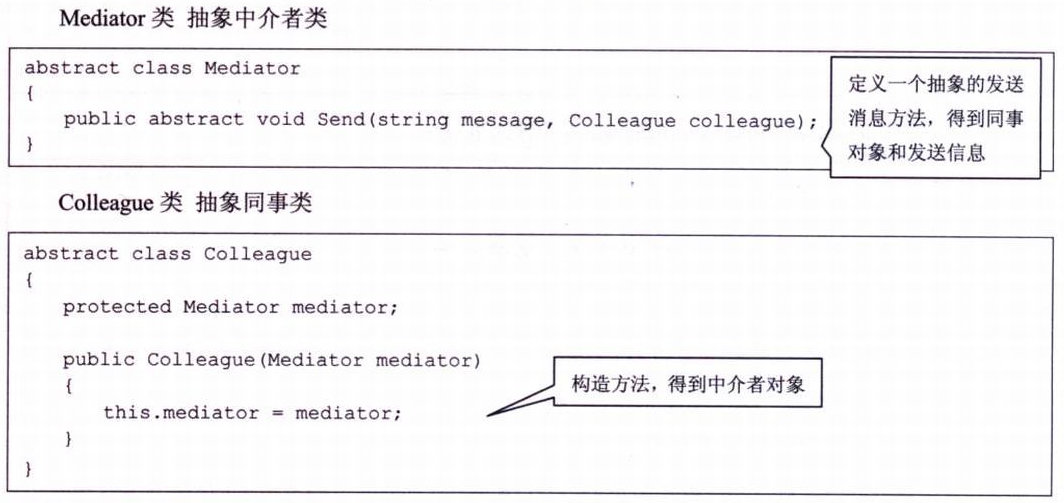 Mediator 类 抽象中介者类
abstract class Mediator
{
public abstract void Send(string message, Colleague colleague);
}
定义一个抽象的发送
消息方法，得到同事
对象和发送信息
Colleague 类 抽象同事类
abstract class Colleague
{
protected Mediator mediator;
public Colleague(Mediator mediator)
{
this.mediator = mediator;
}
}
构造方法，得到中介者对象